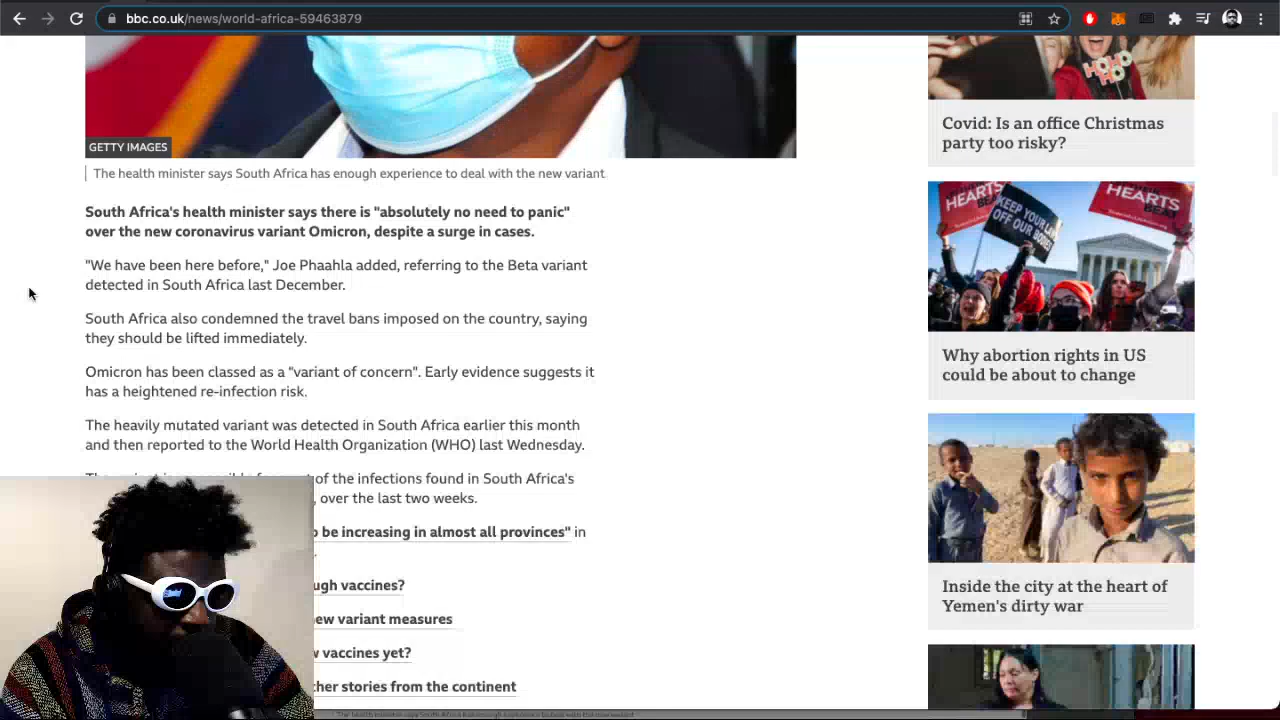 bbc.co.uk/news/world-africa-59463879
GETTY IMAGES
The health minister says South Africa has enough experience to deal with the new variant
South Africa's health minister says there is "absolutely no need to panic"
over the new coronavirus variant Omicron, despite a surge in cases.
"We have been here before," Joe Phaahla added, referring to the Beta variant
detected in South Africa last December.
South Africa also condemned the travel bans imposed on the country, saying
they should be lifted immediately.
Omicron has been classed as a "variant of concern". Early evidence suggests it
has a heightened re-infection risk.
The heavily mutated variant was detected in South Africa earlier this month
and then reported to the World Health Organization (WHO) last Wednesday.
of the infections found in South Africa's
, over the last two weeks.
be increasing in almost all provinces" in
vaccines?
variant measures
vaccines yet?
stories from the continent
HO HO HO
Covid: Is an office Christmas
party too risky?
HEARTS
KEEP YOUR
OFF OUR
HEARTS
BEAT
Why abortion rights in US
could be about to change
Inside the city at the heart of
Yemen's dirty war